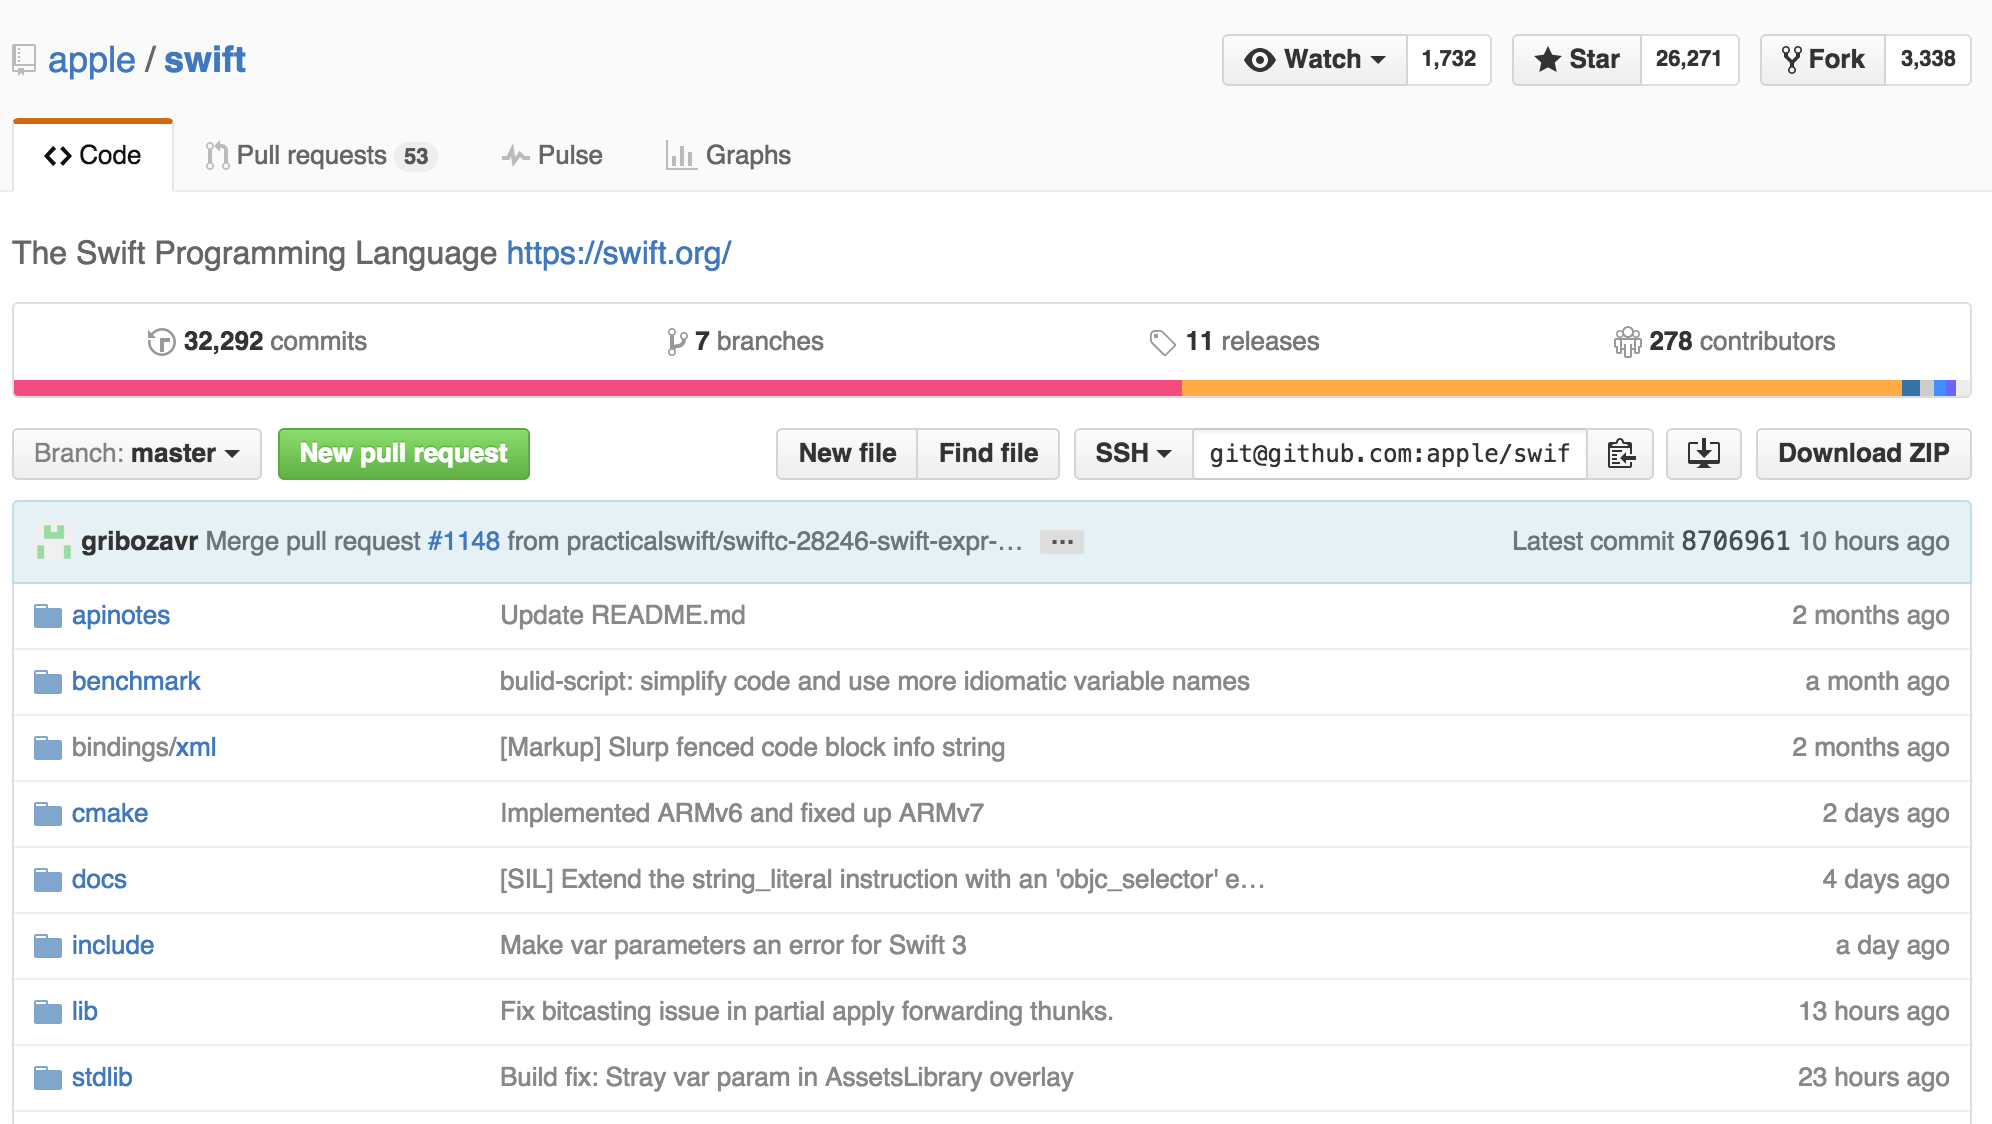 apple / swift
Watch 1,732 Star 26,271 Fork 3,338
Code Pull requests 53 Pulse Graphs
The Swift Programming Language https://swift.org/
32,292 commits 7 branches 11 releases 278 contributors
Branch: master New pull request New file Find file SSH git@github.com:apple/swif Download ZIP
gribozavr Merge pull request #1148 from practicalswift/swiftc-28246-swift-expr-… ... Latest commit 8706961 10 hours ago
apinotes Update README.md 2 months ago
benchmark bulid-script: simplify code and use more idiomatic variable names a month ago
bindings/xml [Markup] Slurp fenced code block info string 2 months ago
cmake Implemented ARMv6 and fixed up ARMv7 2 days ago
docs [SIL] Extend the string_literal instruction with an 'objc_selector' e… 4 days ago
include Make var parameters an error for Swift 3 a day ago
lib Fix bitcasting issue in partial apply forwarding thunks. 13 hours ago
stdlib Build fix: Stray var param in AssetsLibrary overlay 23 hours ago